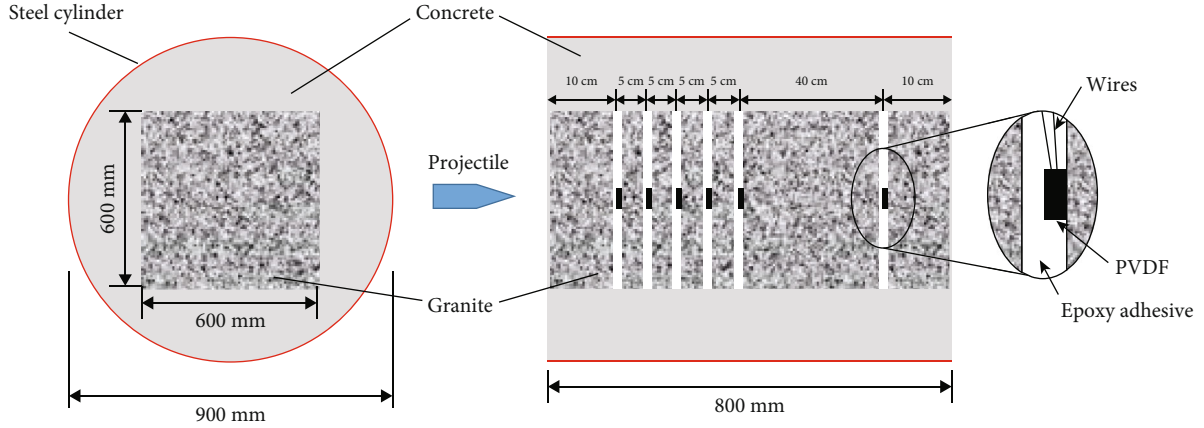 Steel cylinder
Concrete
10 cm
5 cm
5 cm
5 cm
5 cm
40 cm
10 cm
Wires
Projectile
600 mm
PVDF
Granite
Epoxy adhesive
600 mm
900 mm
800 mm